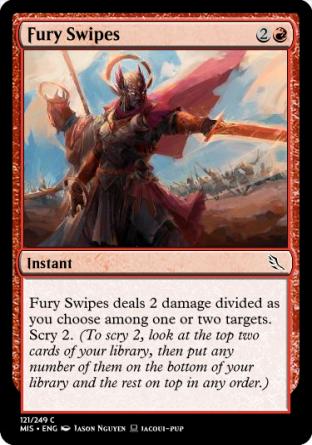 Fury Swipes 2
Instant
Fury Swipes deals 2 damage divided as
you choose among one or two targets.
Scry 2. (To scry 2, look at the top two
cards of your library, then put any
number of them on the bottom of your
library and the rest on top in any order.)
121/249 C
MIS • ENG Jason Nguyen iacoui-pup